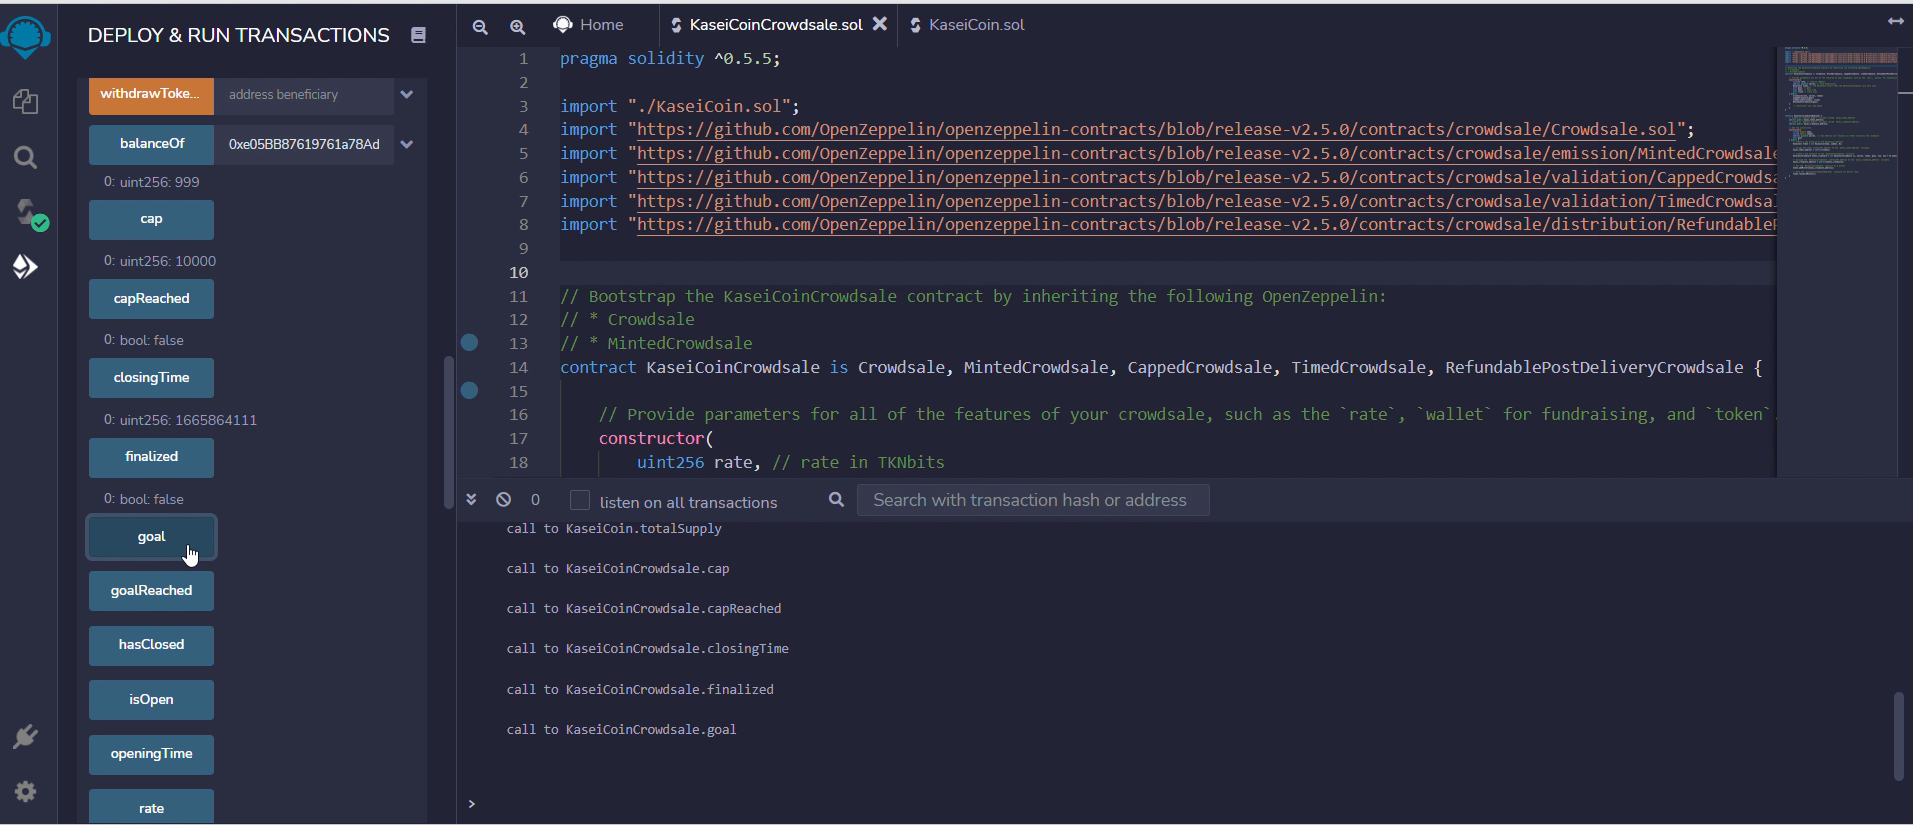 DEPLOY & RUN TRANSACTIONS
withdrawToke...
address beneficiary
balanceOf
0xe05BB87619761a78Ad
0: uint256: 999
cap
0: uint256: 10000
capReached
0: bool: false
closingTime
0: uint256: 1665864111
finalized
0: bool: false
goal
goalReached
hasClosed
isOpen
openingTime
rate
Home
KaseiCoinCrowdsale.sol
KaseiCoin.sol
1 pragma solidity ^0.5.5;
2
3 import "./KaseiCoin.sol";
4 import "https://github.com/OpenZeppelin/openzeppelin-contracts/blob/release-v2.5.0/contracts/crowdsale/Crowdsale.sol";
5 import "https://github.com/OpenZeppelin/openzeppelin-contracts/blob/release-v2.5.0/contracts/crowdsale/emission/MintedCrowdsale
6 import "https://github.com/OpenZeppelin/openzeppelin-contracts/blob/release-v2.5.0/contracts/crowdsale/validation/CappedCrowdsa
7 import "https://github.com/OpenZeppelin/openzeppelin-contracts/blob/release-v2.5.0/contracts/crowdsale/validation/TimedCrowdsal
8 import "https://github.com/OpenZeppelin/openzeppelin-contracts/blob/release-v2.5.0/contracts/crowdsale/distribution/Refundable
9
10
11 // Bootstrap the KaseiCoinCrowdsale contract by inheriting the following OpenZeppelin:
12 // * Crowdsale
13 // * MintedCrowdsale
14 contract KaseiCoinCrowdsale is Crowdsale, MintedCrowdsale, CappedCrowdsale, TimedCrowdsale, RefundablePostDeliveryCrowdsale {
15
16 // Provide parameters for all of the features of your crowdsale, such as the `rate`, `wallet` for fundraising, and `token`.
17 constructor(
18 uint256 rate, // rate in TKNbits
0
listen on all transactions
Search with transaction hash or address
call to KaseiCoin.totalSupply
call to KaseiCoinCrowdsale.cap
call to KaseiCoinCrowdsale.capReached
call to KaseiCoinCrowdsale.closingTime
call to KaseiCoinCrowdsale.finalized
call to KaseiCoinCrowdsale.goal
>